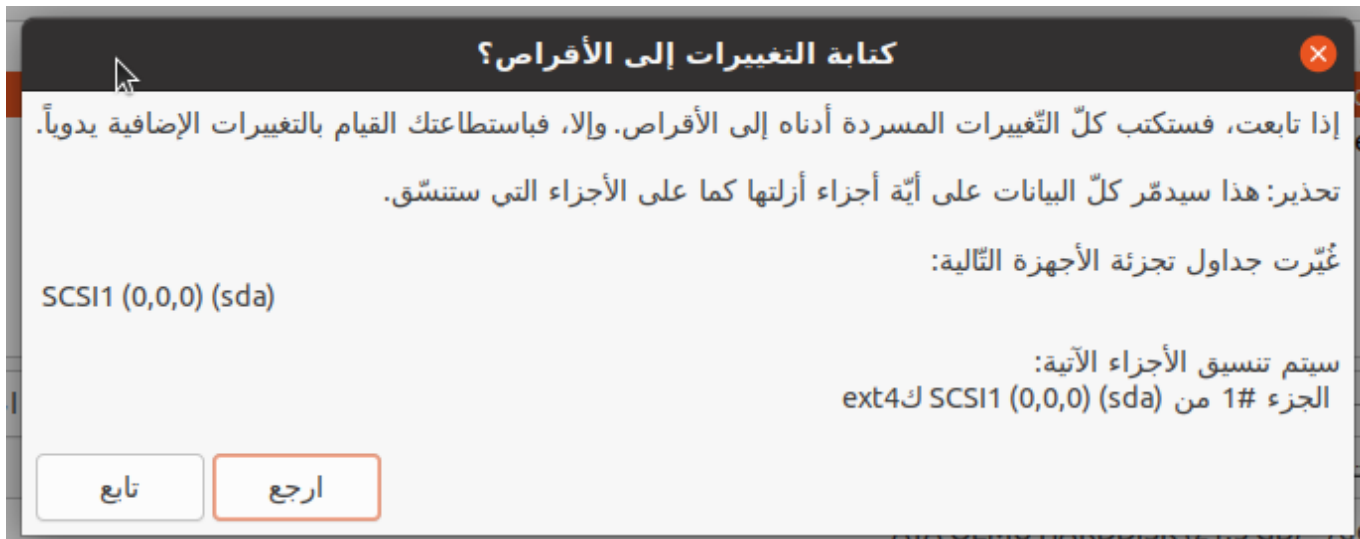 كتابة التغييرات إلى الأقراص؟
إذا تابعت، فستكتب كلّ التّغييرات المسردة أدناه إلى الأقراص. وإلا، فباستطاعتك القيام بالتغييرات الإضافية يدوياً.
تحذير: هذا سيدمّر كلّ البيانات على أيّة أجزاء أزلتها كما على الأجزاء التي ستنسّق.
غُيّرت جداول تجزئة الأجهزة التّالية:
SCSI1 (0,0,0) (sda)
سيتم تنسيق الأجزاء الآتية:
الجزء #1 من SCSI1 (0,0,0) (sda) كext4
ارجع
تابع